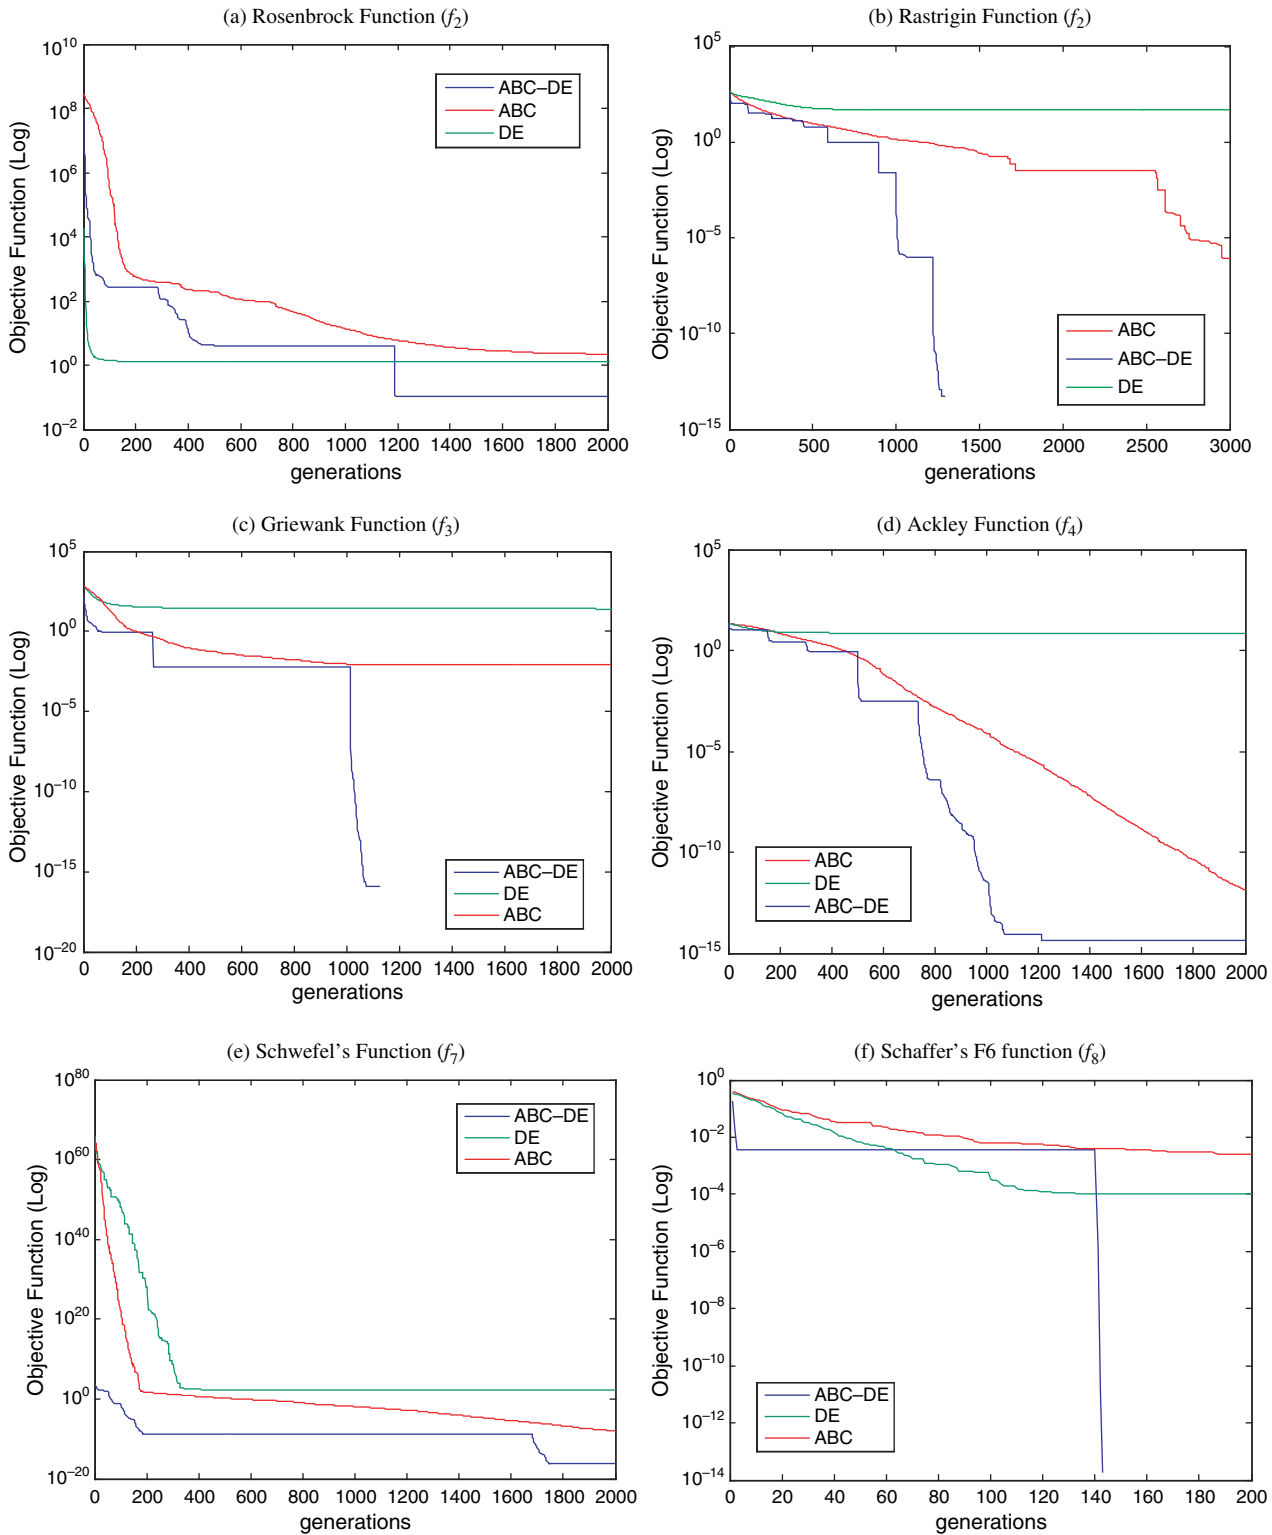 (a) Rosenbrock Function (f2)
Objective Function (Log)
10^10
10^8
10^6
10^4
10^2
10^0
10^−2
ABC–DE
ABC
DE
0 200 400 600 800 1000 1200 1400 1600 1800 2000
generations
(b) Rastrigin Function (f2)
Objective Function (Log)
10^5
10^0
10^−5
10^−10
10^−15
ABC
ABC–DE
DE
0 500 1000 1500 2000 2500 3000
generations
(c) Griewank Function (f3)
Objective Function (Log)
10^5
10^0
10^−5
10^−10
10^−15
10^−20
ABC–DE
DE
ABC
0 200 400 600 800 1000 1200 1400 1600 1800 2000
generations
(d) Ackley Function (f4)
Objective Function (Log)
10^5
10^0
10^−5
10^−10
10^−15
ABC
DE
ABC–DE
0 200 400 600 800 1000 1200 1400 1600 1800 2000
generations
(e) Schwefel's Function (f7)
Objective Function (Log)
10^80
10^60
10^40
10^20
10^0
10^−20
ABC–DE
DE
ABC
0 200 400 600 800 1000 1200 1400 1600 1800 2000
generations
(f) Schaffer's F6 function (f8)
Objective Function (Log)
10^0
10^−2
10^−4
10^−6
10^−8
10^−10
10^−12
10^−14
ABC–DE
DE
ABC
0 20 40 60 80 100 120 140 160 180 200
generations